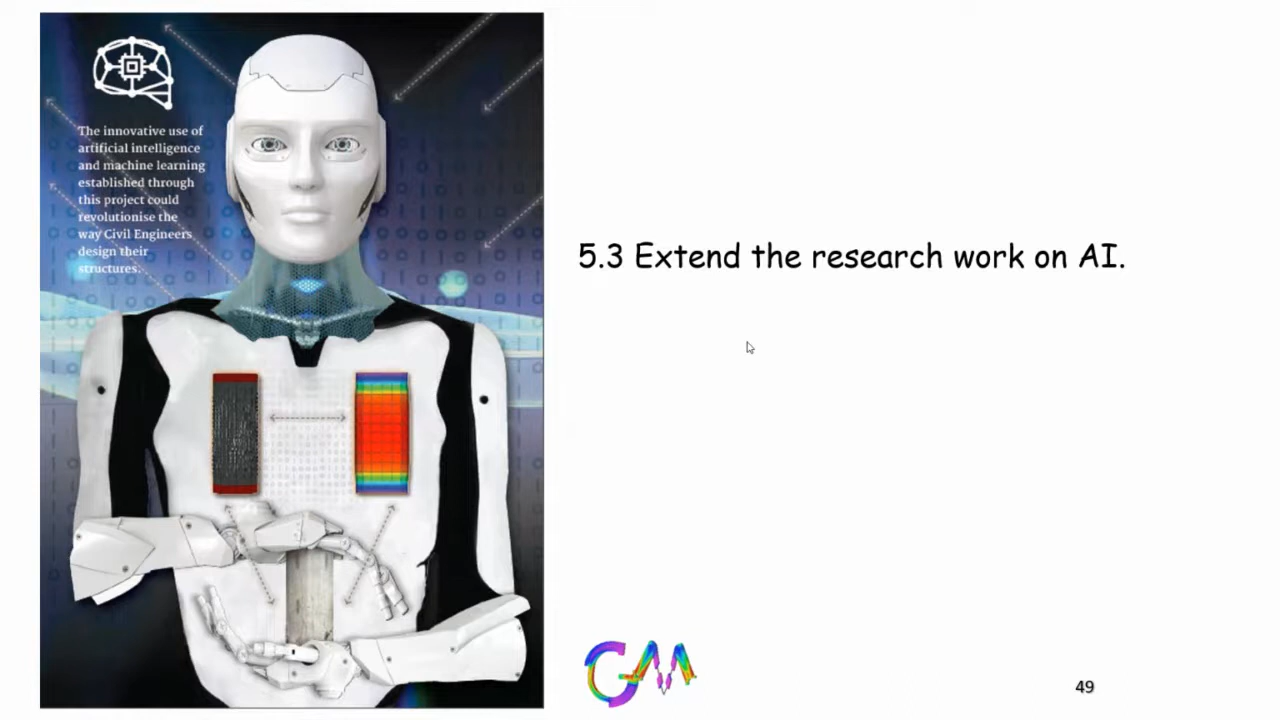 The innovative use of
artificial intelligence
and machine learning
established through
this project could
revolutionise the
way Civil Engineers
design their
structures.
5.3 Extend the research work on AI.
GM
49